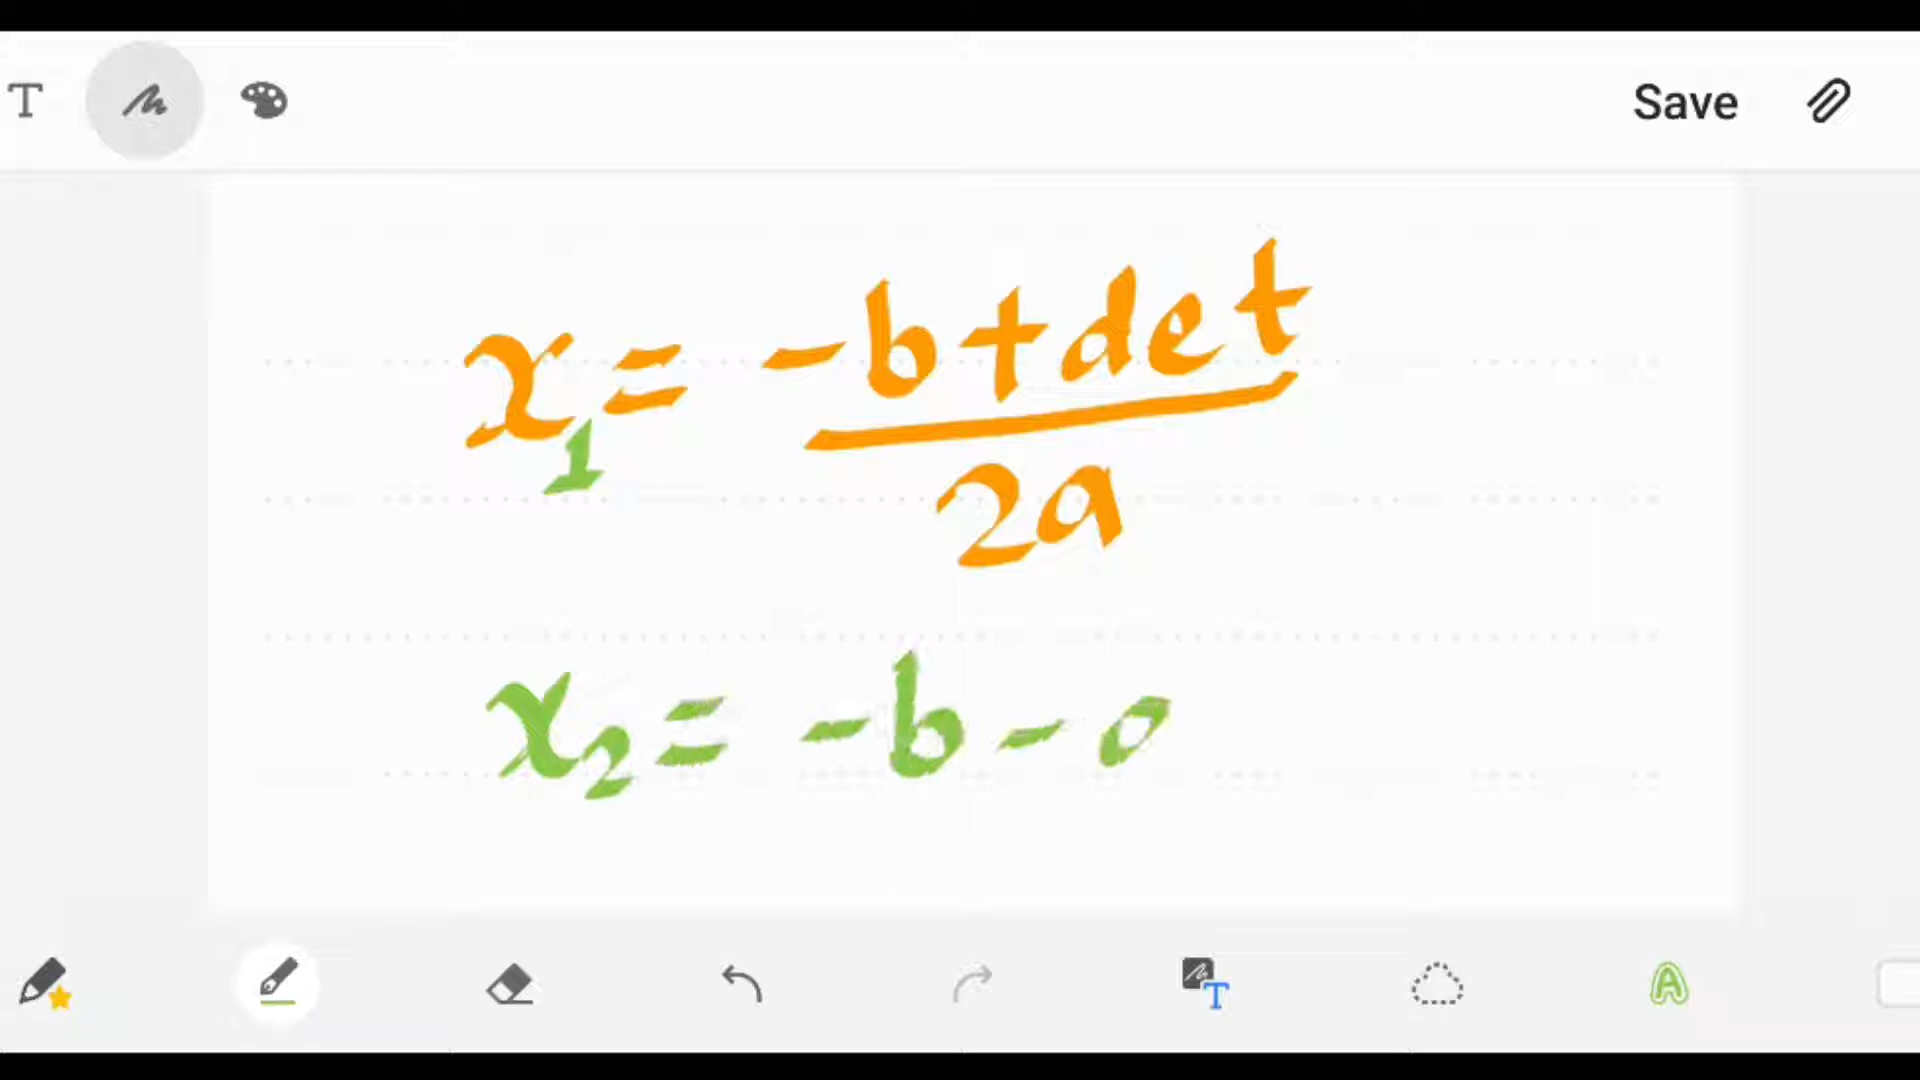 T Save
x₁ = -b+det
2a
x₂ = -b-o
A